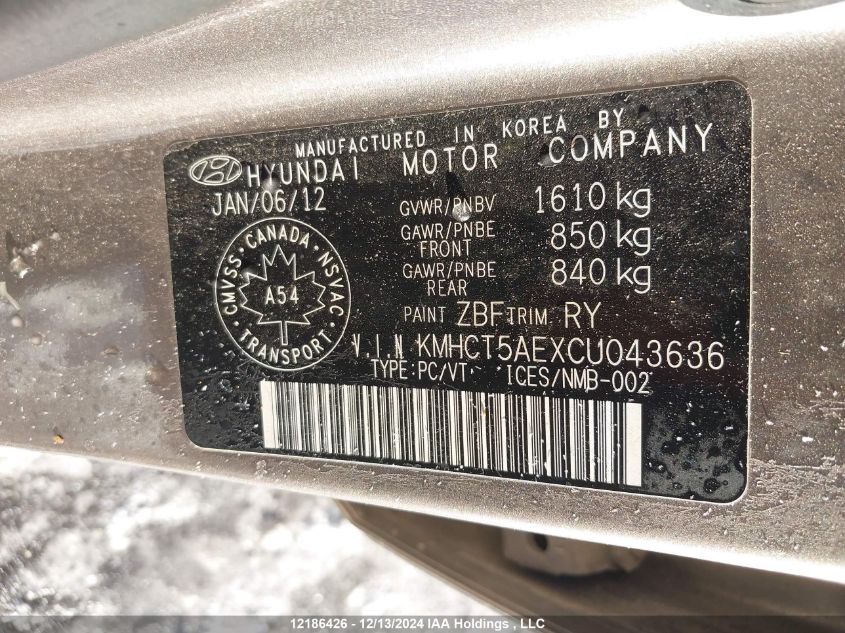 MANUFACTURED IN KOREA BY
HYUNDAI MOTOR COMPANY
JAN/06/12
GVWR/PNBV 1610 kg
GAWR/PNBE FRONT 850 kg
GAWR/PNBE REAR 840 kg
CMVSS · CANADA · NSVAC
A54
· TRANSPORT ·
PAINT ZBF TRIM RY
V.I.N KMHCT5AEXCU043636
TYPE:PC/VT ICES/NMB-002
12186426 - 12/13/2024 IAA Holdings, LLC